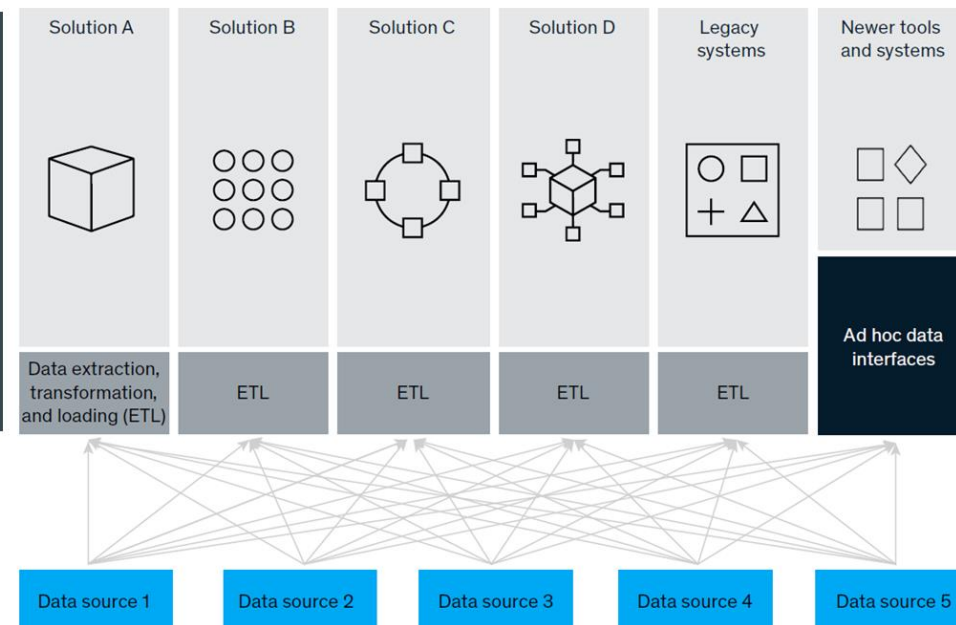 Solution A
Solution B
Solution C
Solution D
Legacy
systems
Newer tools
and systems
Data extraction,
transformation,
and loading (ETL)
ETL
ETL
ETL
ETL
Ad hoc data
interfaces
Data source 1
Data source 2
Data source 3
Data source 4
Data source 5